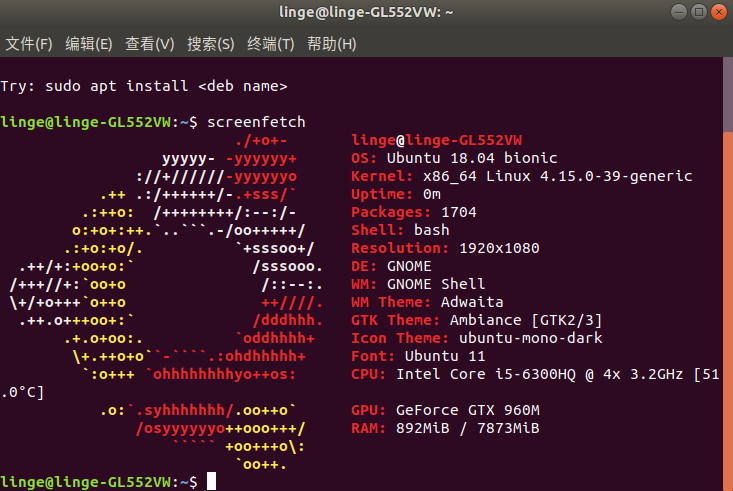 linge@linge-GL552VW: ~
文件(F) 编辑(E) 查看(V) 搜索(S) 终端(T) 帮助(H)
Try: sudo apt install <deb name>
linge@linge-GL552VW:~$ screenfetch
./+o+- linge@linge-GL552VW
yyyyy- -yyyyyy+ OS: Ubuntu 18.04 bionic
://+//////-yyyyyyo Kernel: x86_64 Linux 4.15.0-39-generic
.++ .:/++++++/-.+sss/` Uptime: 0m
.:++o: /++++++++/:--:/- Packages: 1704
o:+o+:++.`..```.-/oo+++++/ Shell: bash
.:+o:+o/. `+sssoo+/ Resolution: 1920x1080
.++/+:+oo+o:` /sssooo. DE: GNOME
/+++//+:`oo+o /::--:. WM: GNOME Shell
\+/+o+++`o++o ++////. WM Theme: Adwaita
.++.o+++oo+:` /dddhhh. GTK Theme: Ambiance [GTK2/3]
.+.o+oo:. `oddhhhh+ Icon Theme: ubuntu-mono-dark
\+.++o+o``-````.:ohdhhhhh+ Font: Ubuntu 11
`:o+++ `ohhhhhhhhyo++os: CPU: Intel Core i5-6300HQ @ 4x 3.2GHz [51
.0°C]
.o:`.syhhhhhhh/.oo++o` GPU: GeForce GTX 960M
/osyyyyyyo++ooo+++/ RAM: 892MiB / 7873MiB
````` +oo+++o\:
`oo++.
linge@linge-GL552VW:~$